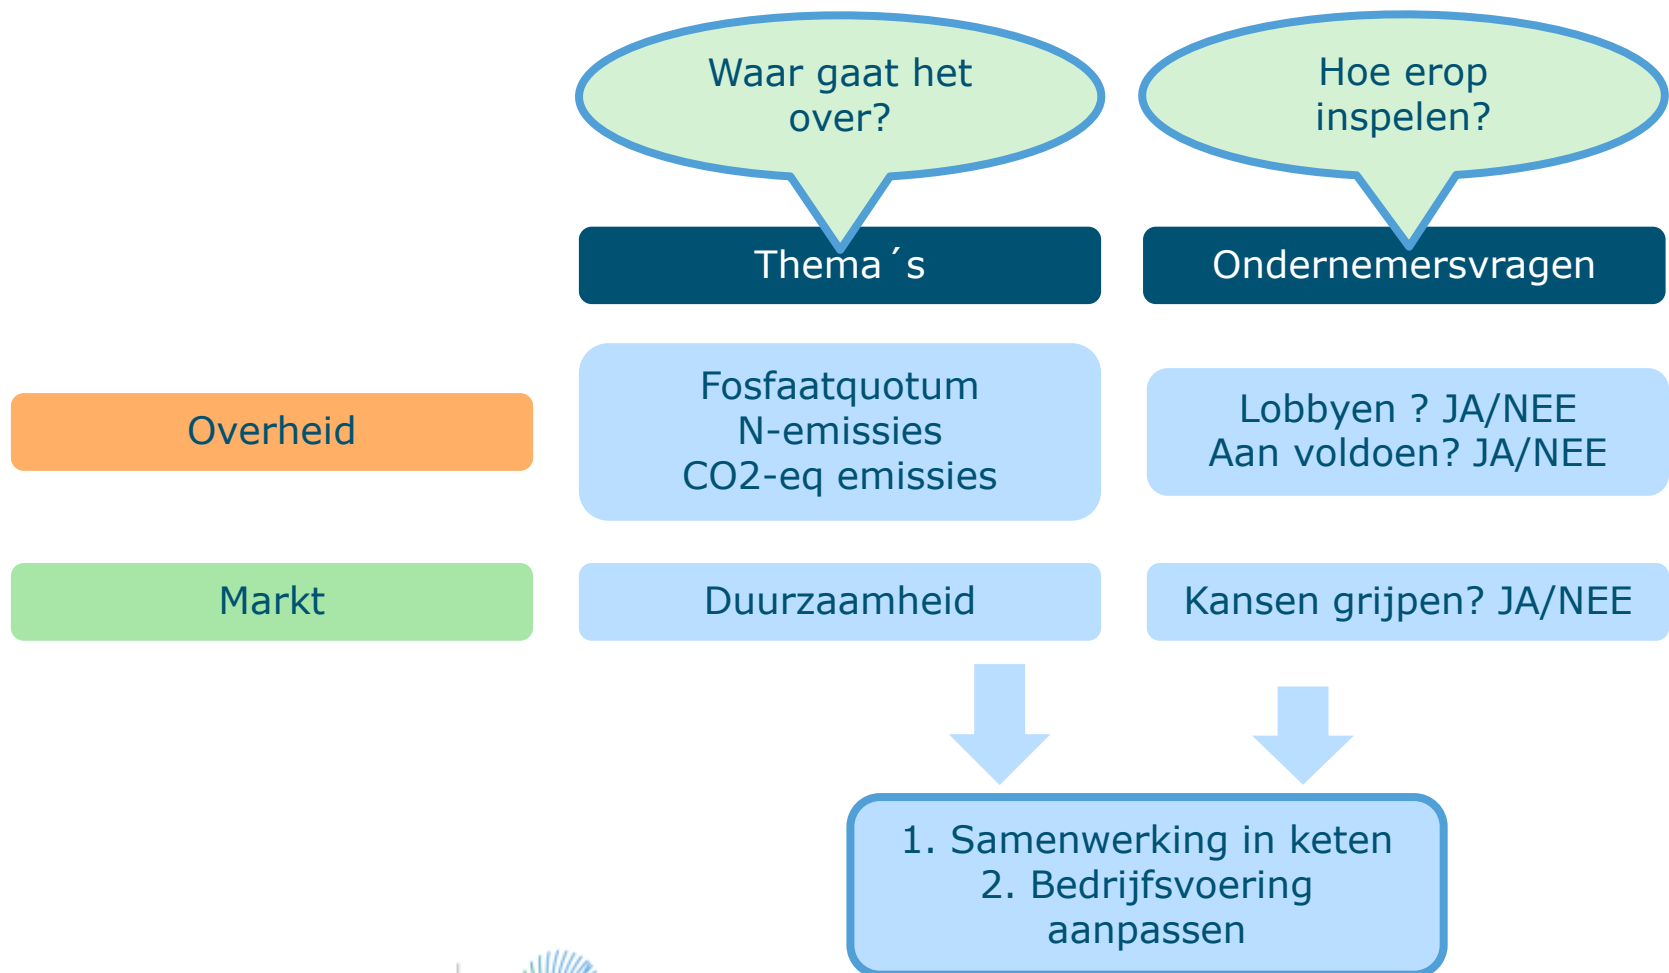 Waar gaat het
over?
Hoe erop
inspelen?
Thema´s
Ondernemersvragen
Overheid
Fosfaatquotum
N-emissies
CO2-eq emissies
Lobbyen ? JA/NEE
Aan voldoen? JA/NEE
Markt
Duurzaamheid
Kansen grijpen? JA/NEE
1. Samenwerking in keten
2. Bedrijfsvoering
aanpassen